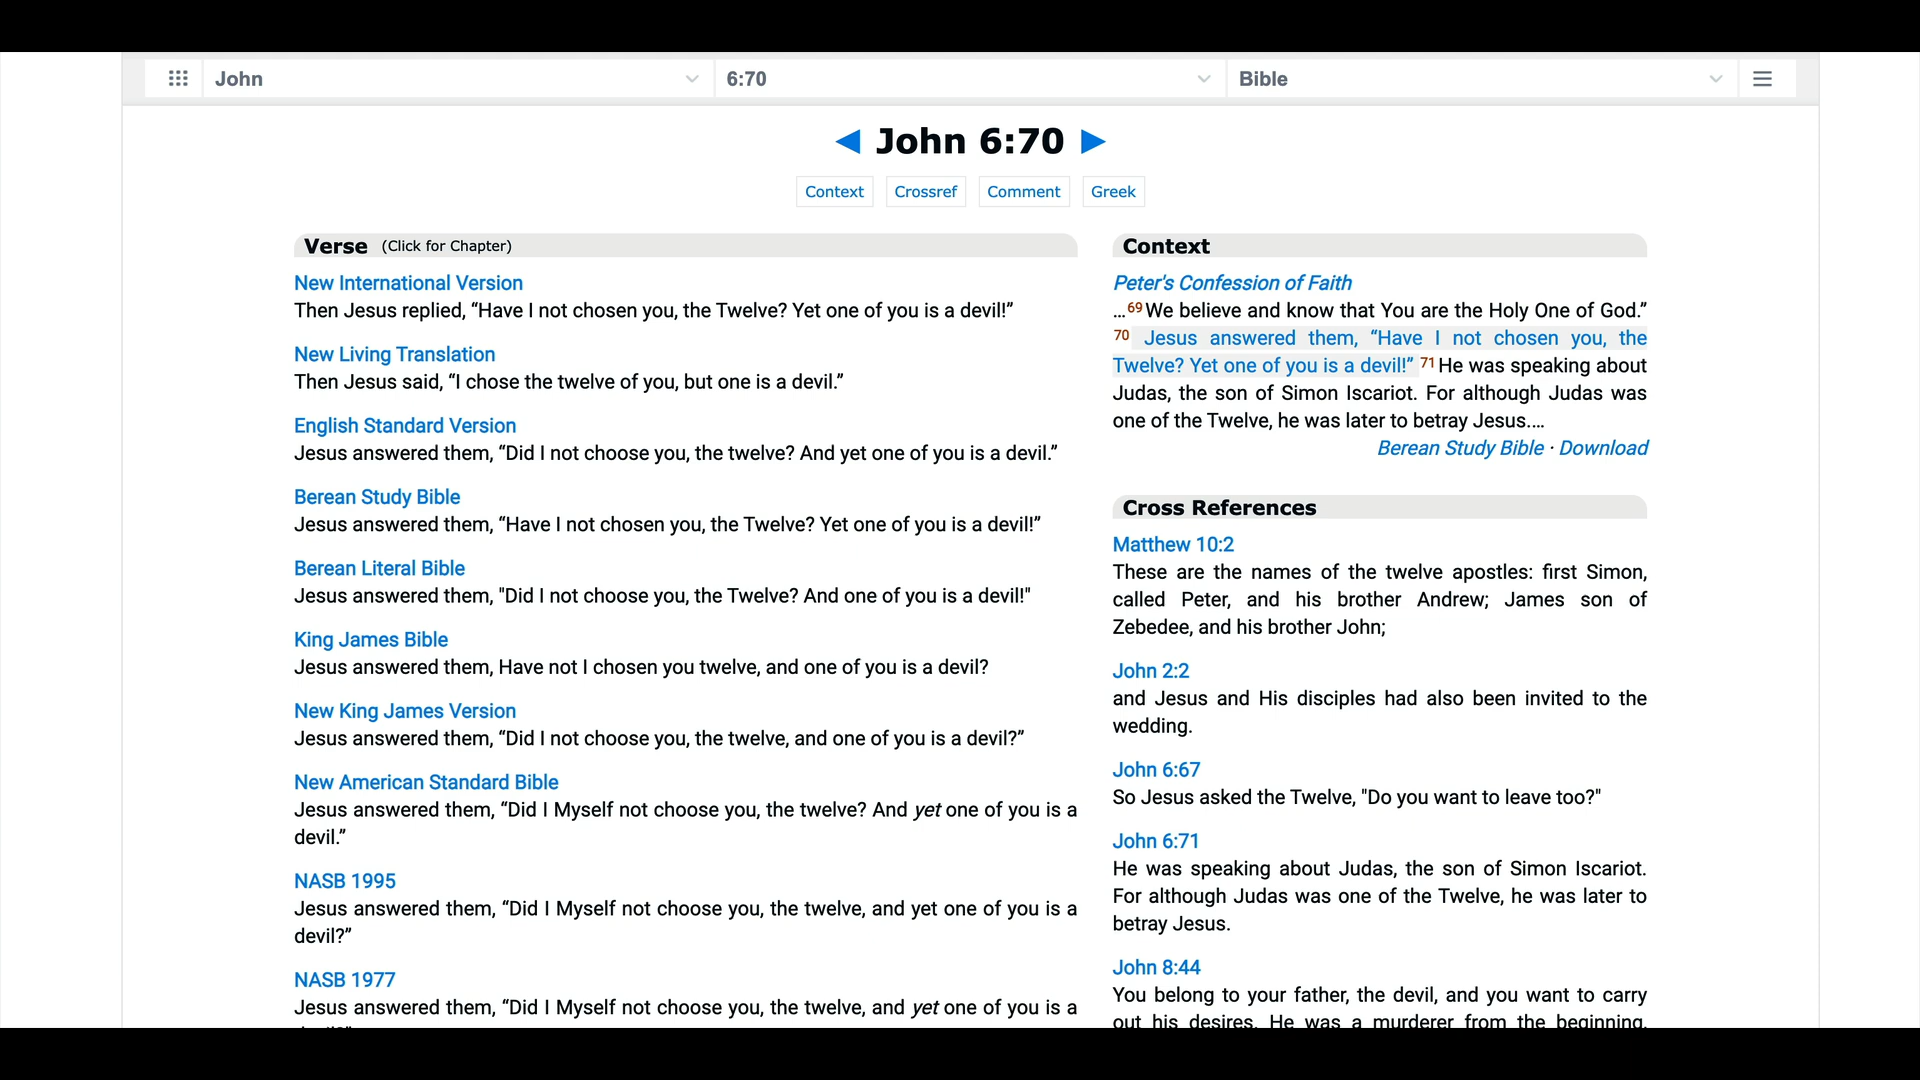 John
6:70
Bible
John 6:70
Context
Crossref
Comment
Greek
Verse (Click for Chapter)
New International Version
Then Jesus replied, “Have I not chosen you, the Twelve? Yet one of you is a devil!”
New Living Translation
Then Jesus said, “I chose the twelve of you, but one is a devil.”
English Standard Version
Jesus answered them, “Did I not choose you, the twelve? And yet one of you is a devil.”
Berean Study Bible
Jesus answered them, “Have I not chosen you, the Twelve? Yet one of you is a devil!”
Berean Literal Bible
Jesus answered them, "Did I not choose you, the Twelve? And one of you is a devil!"
King James Bible
Jesus answered them, Have not I chosen you twelve, and one of you is a devil?
New King James Version
Jesus answered them, “Did I not choose you, the twelve, and one of you is a devil?”
New American Standard Bible
Jesus answered them, “Did I Myself not choose you, the twelve? And yet one of you is a
devil.”
NASB 1995
Jesus answered them, “Did I Myself not choose you, the twelve, and yet one of you is a
devil?”
NASB 1977
Jesus answered them, “Did I Myself not choose you, the twelve, and yet one of you is a
Context
Peter's Confession of Faith
…69We believe and know that You are the Holy One of God.”
70 Jesus answered them, “Have I not chosen you, the
Twelve? Yet one of you is a devil!” 71He was speaking about
Judas, the son of Simon Iscariot. For although Judas was
one of the Twelve, he was later to betray Jesus.…
Berean Study Bible · Download
Cross References
Matthew 10:2
These are the names of the twelve apostles: first Simon,
called Peter, and his brother Andrew; James son of
Zebedee, and his brother John;
John 2:2
and Jesus and His disciples had also been invited to the
wedding.
John 6:67
So Jesus asked the Twelve, "Do you want to leave too?"
John 6:71
He was speaking about Judas, the son of Simon Iscariot.
For although Judas was one of the Twelve, he was later to
betray Jesus.
John 8:44
You belong to your father, the devil, and you want to carry
out his desires. He was a murderer from the beginning,